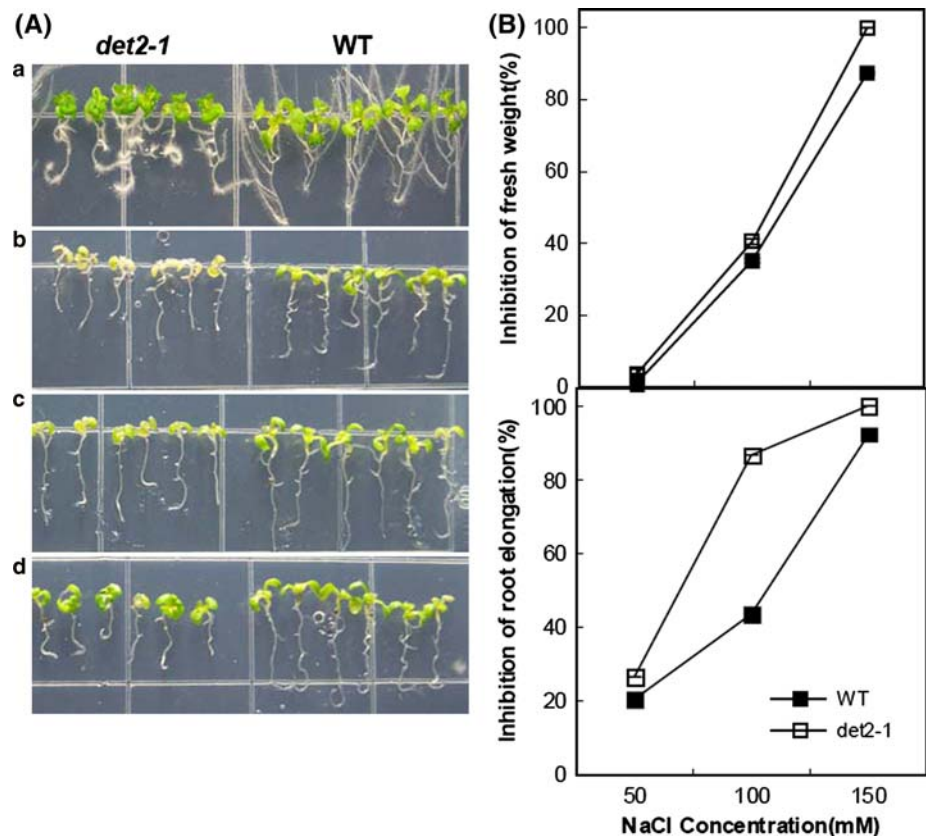 (A)
det2-1
WT
a
b
c
d
(B)
Inhibition of fresh weight(%)
100
80
60
40
20
0
Inhibition of root elongation(%)
100
80
60
40
20
0
WT
det2-1
50
100
150
NaCl Concentration(mM)